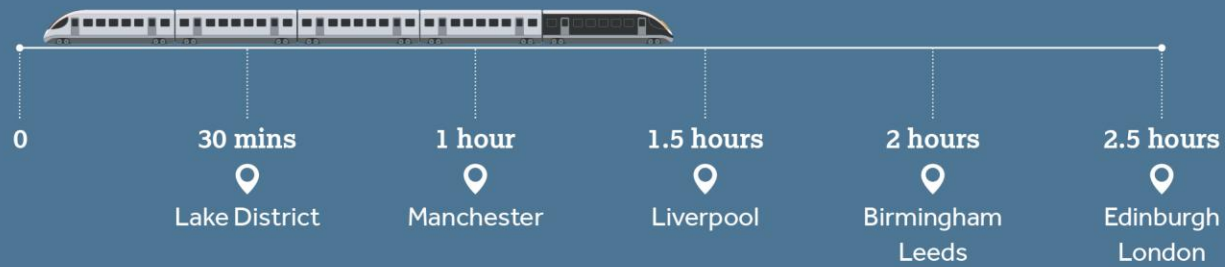 0
30 mins
Lake District
1 hour
Manchester
1.5 hours
Liverpool
2 hours
Birmingham
Leeds
2.5 hours
Edinburgh
London